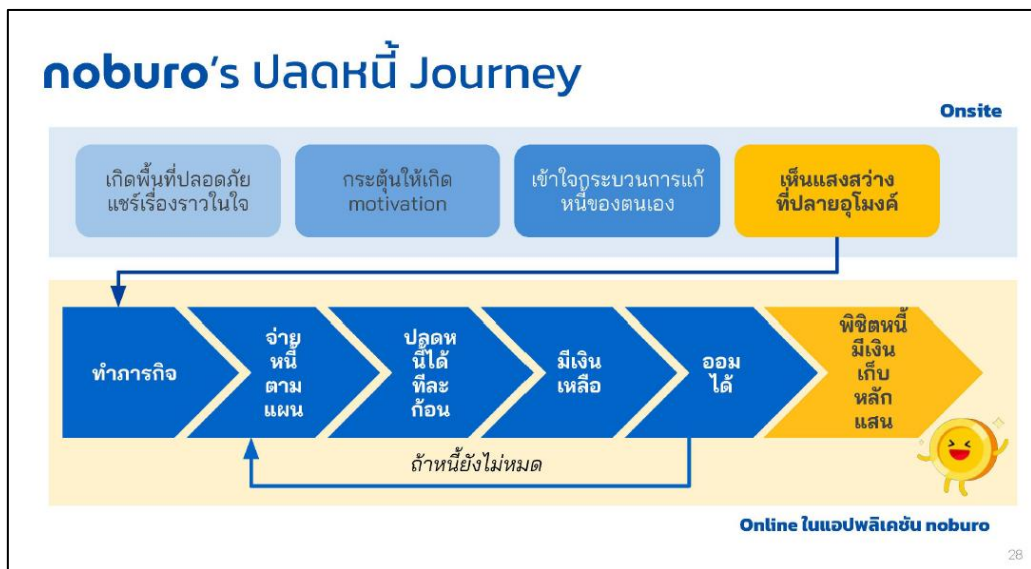 noburo's ปลดหนี้ Journey
Onsite
เกิดพื้นที่ปลอดภัย
แชร์เรื่องราวในใจ
กระตุ้นให้เกิด
motivation
เข้าใจกระบวนการแก้
หนี้ของตนเอง
เห็นแสงสว่าง
ที่ปลายอุโมงค์
ทำภารกิจ
จ่าย
หนี้
ตาม
แผน
ปลดห
นี้ได้
ทีละ
ก้อน
มีเงิน
เหลือ
ออม
ได้
พิชิตหนี้
มีเงิน
เก็บ
หลัก
แสน
ถ้าหนี้ยังไม่หมด
Online ในแอปพลิเคชัน noburo
28